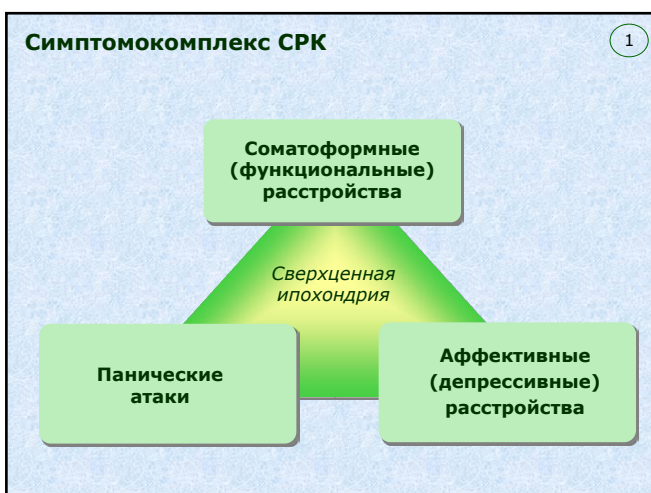 Симптомокомплекс СРК
1
Соматоформные
(функциональные)
расстройства
Сверхценная
ипохондрия
Панические
атаки
Аффективные
(депрессивные)
расстройства